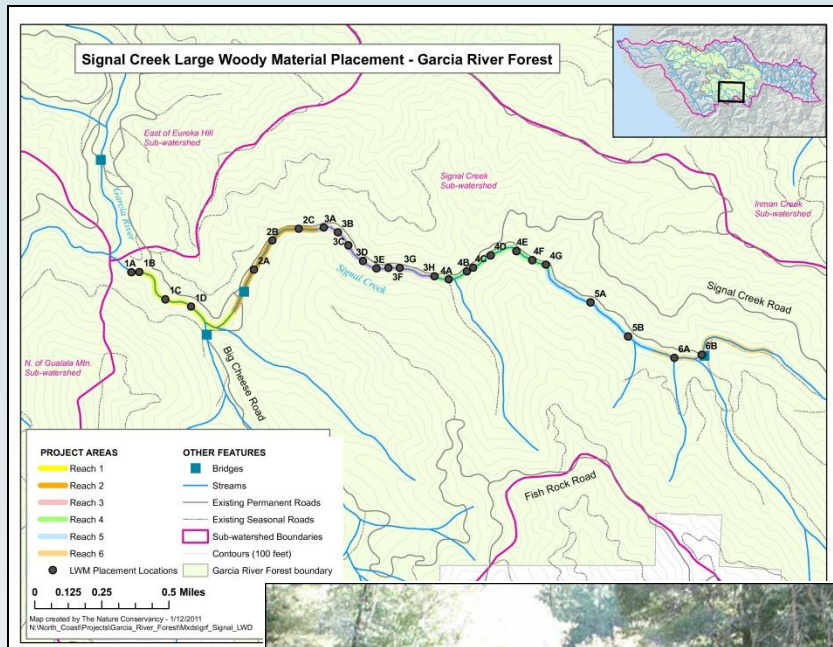 Signal Creek Large Woody Material Placement - Garcia River Forest
East of Eureka Hill
Sub-watershed
Garcia River
Signal Creek
Sub-watershed
Inman Creek
Sub-watershed
N. of Gualala Mtn.
Sub-watershed
1A
1B
1C
1D
2A
2B
2C
3A
3B
3C
3D
3E
3F
3G
3H
4A
4B
4C
4D
4E
4F
4G
5A
5B
6A
6B
Signal Creek
Signal Creek Road
Big Cheese Road
Fish Rock Road
PROJECT AREAS
Reach 1
Reach 2
Reach 3
Reach 4
Reach 5
Reach 6
LWM Placement Locations
OTHER FEATURES
Bridges
Streams
Existing Permanent Roads
Existing Seasonal Roads
Sub-watershed Boundaries
Contours (100 feet)
Garcia River Forest boundary
0 0.125 0.25 0.5 Miles
Map created by The Nature Conservancy - 1/12/2011
N:\North_Coast\Projects\Garcia_River_Forest\Mxds\grf_Signal_LWD